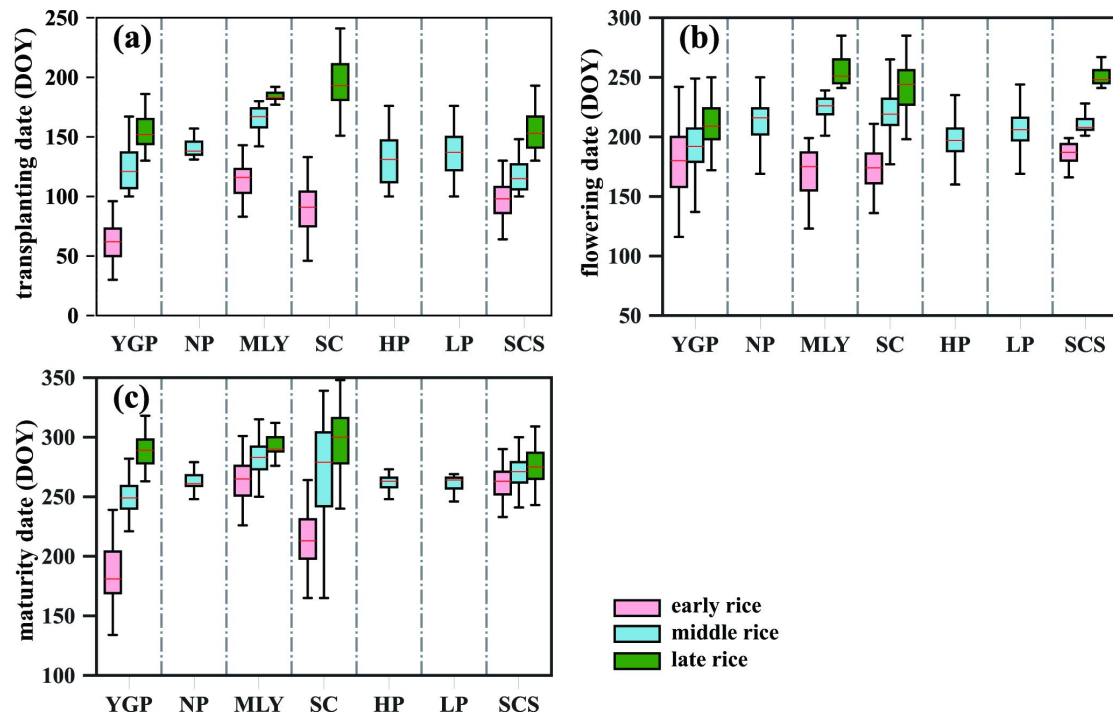 (a)
transplanting date (DOY)
250
200
150
100
50
0
YGP NP MLY SC HP LP SCS
(b)
flowering date (DOY)
300
250
200
150
100
50
YGP NP MLY SC HP LP SCS
(c)
maturity date (DOY)
350
300
250
200
150
100
YGP NP MLY SC HP LP SCS
early rice
middle rice
late rice